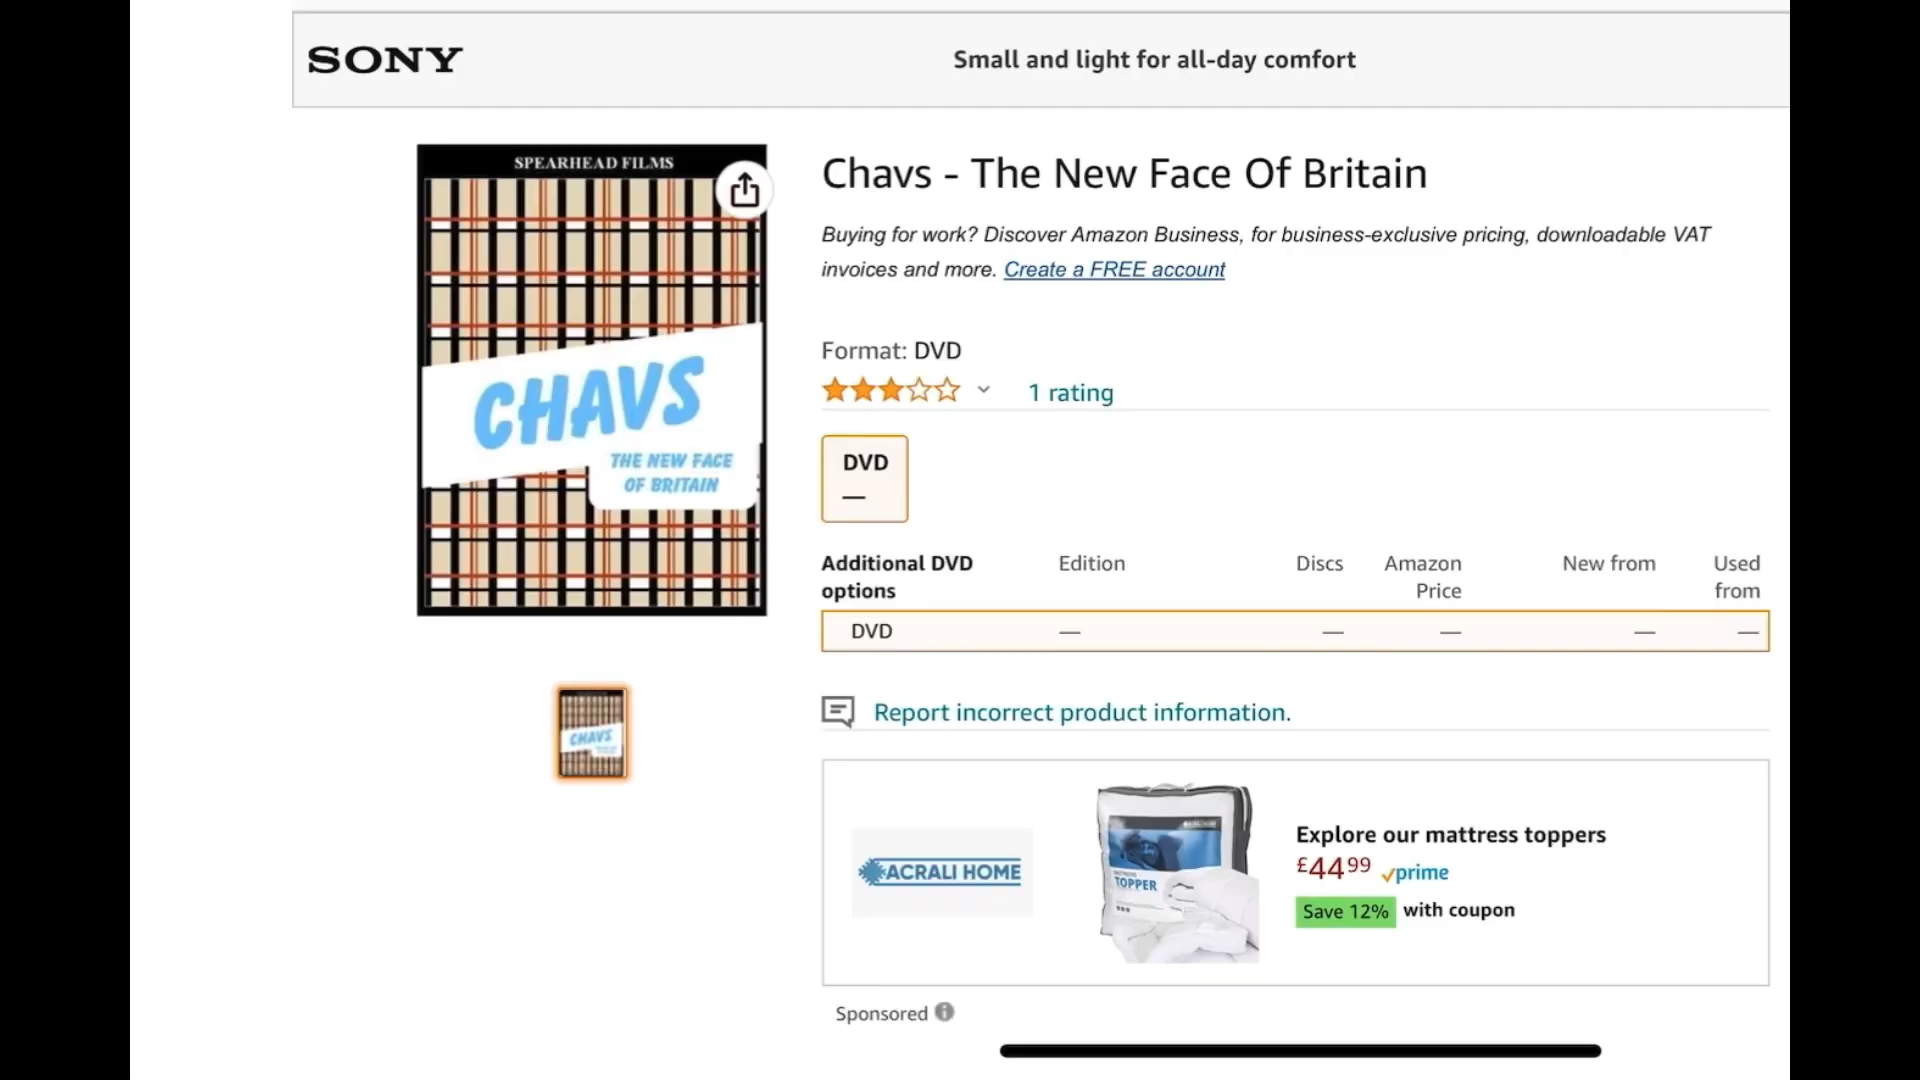 SONY
Small and light for all-day comfort
SPEARHEAD FILMS
CHAVS
THE NEW FACE
OF BRITAIN
CHAVS
Chavs - The New Face Of Britain
Buying for work? Discover Amazon Business, for business-exclusive pricing, downloadable VAT
invoices and more. Create a FREE account
Format: DVD
1 rating
DVD
—
Additional DVD options Edition Discs Amazon Price New from Used from
DVD — — — — —
Report incorrect product information.
ACRALI HOME
TOPPER
Explore our mattress toppers
£44.99 prime
Save 12% with coupon
Sponsored